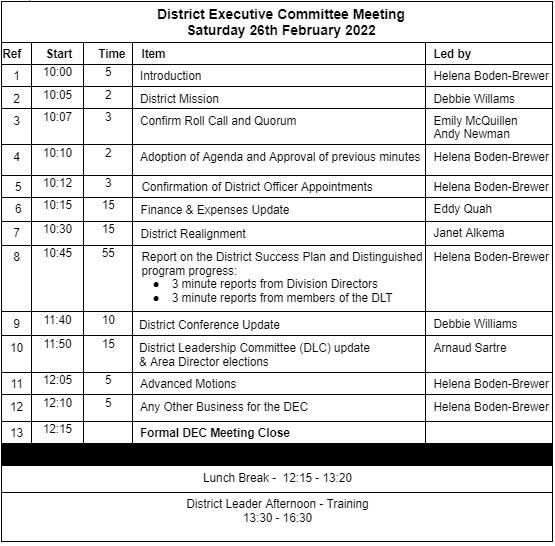 District Executive Committee Meeting
Saturday 26th February 2022
Ref Start Time Item Led by
1 10:00 5 Introduction Helena Boden-Brewer
2 10:05 2 District Mission Debbie Willams
3 10:07 3 Confirm Roll Call and Quorum Emily McQuillen
Andy Newman
4 10:10 2 Adoption of Agenda and Approval of previous minutes Helena Boden-Brewer
5 10:12 3 Confirmation of District Officer Appointments Helena Boden-Brewer
6 10:15 15 Finance & Expenses Update Eddy Quah
7 10:30 15 District Realignment Janet Alkema
8 10:45 55 Report on the District Success Plan and Distinguished Helena Boden-Brewer
program progress:
● 3 minute reports from Division Directors
● 3 minute reports from members of the DLT
9 11:40 10 District Conference Update Debbie Williams
10 11:50 15 District Leadership Committee (DLC) update Arnaud Sartre
& Area Director elections
11 12:05 5 Advanced Motions Helena Boden-Brewer
12 12:10 5 Any Other Business for the DEC Helena Boden-Brewer
13 12:15 Formal DEC Meeting Close
Lunch Break - 12:15 - 13:20
District Leader Afternoon - Training
13:30 - 16:30